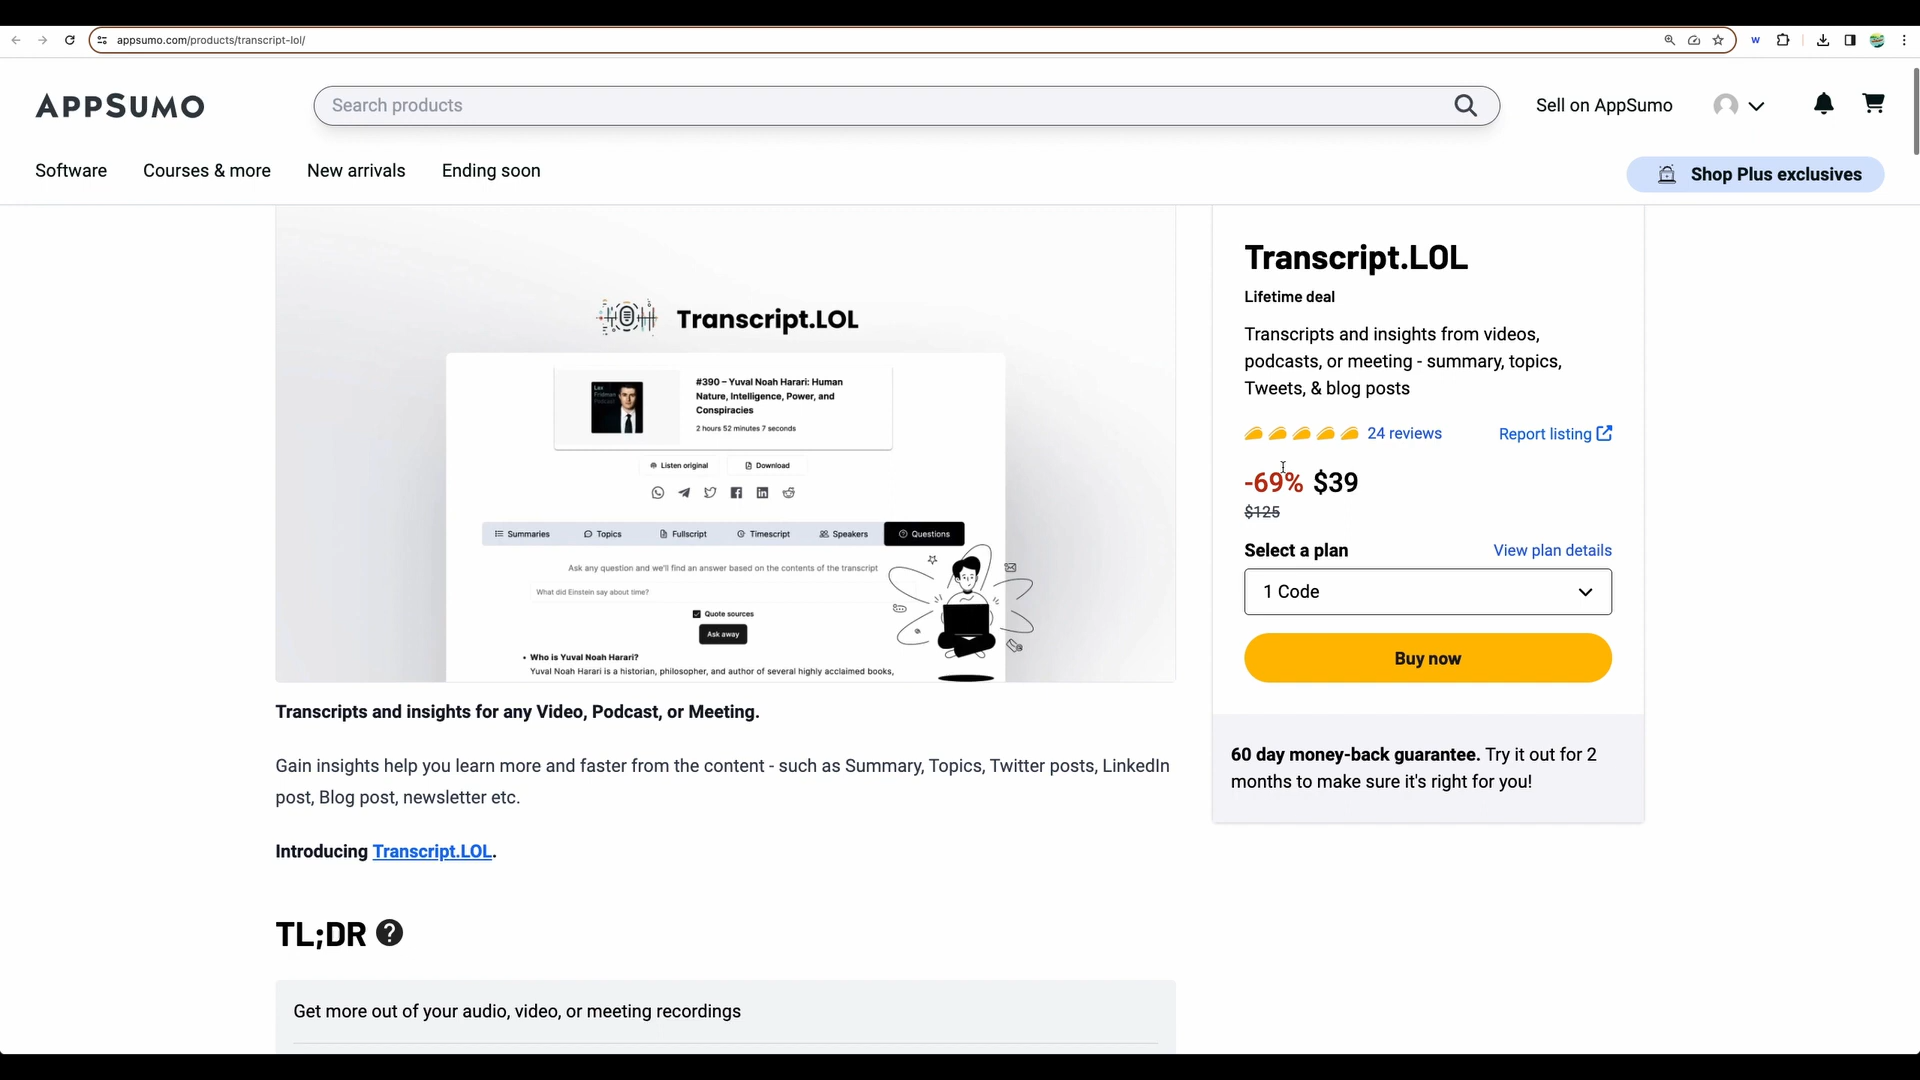 appsumo.com/products/transcript-lol/
W
APPSUMO
Search products
Sell on AppSumo
Software
Courses & more
New arrivals
Ending soon
Shop Plus exclusives
Transcript.LOL
Lex
Fridman
Podcast
#390 – Yuval Noah Harari: Human
Nature, Intelligence, Power, and
Conspiracies
2 hours 52 minutes 7 seconds
Listen original
Download
Summaries
Topics
Fullscript
Timescript
Speakers
Questions
Ask any question and we'll find an answer based on the contents of the transcript
What did Einstein say about time?
Quote sources
Ask away
• Who is Yuval Noah Harari?
Yuval Noah Harari is a historian, philosopher, and author of several highly acclaimed books,
Transcripts and insights for any Video, Podcast, or Meeting.
Gain insights help you learn more and faster from the content - such as Summary, Topics, Twitter posts, LinkedIn
post, Blog post, newsletter etc.
Introducing Transcript.LOL.
TL;DR ?
Get more out of your audio, video, or meeting recordings
Transcript.LOL
Lifetime deal
Transcripts and insights from videos,
podcasts, or meeting - summary, topics,
Tweets, & blog posts
24 reviews
Report listing
-69% $39
$125
Select a plan
View plan details
1 Code
Buy now
60 day money-back guarantee. Try it out for 2
months to make sure it's right for you!